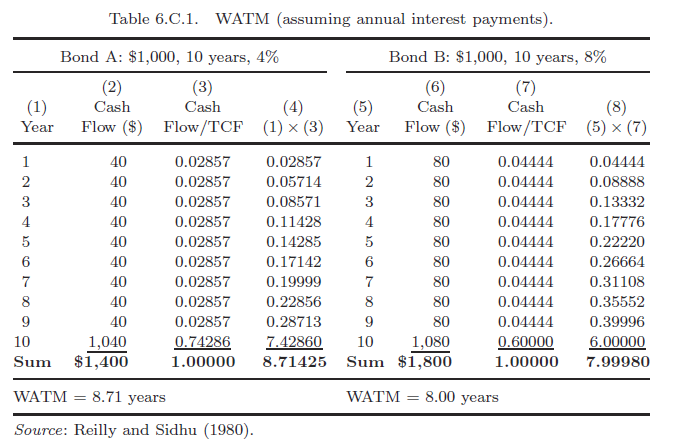 Table 6.C.1. WATM (assuming annual interest payments).
Bond A: $1,000, 10 years, 4% Bond B: $1,000, 10 years, 8%
(2) (3) (6) (7)
(1) Cash Cash (4) (5) Cash Cash (8)
Year Flow ($) Flow/TCF (1) × (3) Year Flow ($) Flow/TCF (5) × (7)
1 40 0.02857 0.02857 1 80 0.04444 0.04444
2 40 0.02857 0.05714 2 80 0.04444 0.08888
3 40 0.02857 0.08571 3 80 0.04444 0.13332
4 40 0.02857 0.11428 4 80 0.04444 0.17776
5 40 0.02857 0.14285 5 80 0.04444 0.22220
6 40 0.02857 0.17142 6 80 0.04444 0.26664
7 40 0.02857 0.19999 7 80 0.04444 0.31108
8 40 0.02857 0.22856 8 80 0.04444 0.35552
9 40 0.02857 0.28713 9 80 0.04444 0.39996
10 1,040 0.74286 7.42860 10 1,080 0.60000 6.00000
Sum $1,400 1.00000 8.71425 Sum $1,800 1.00000 7.99980
WATM = 8.71 years WATM = 8.00 years
Source: Reilly and Sidhu (1980).